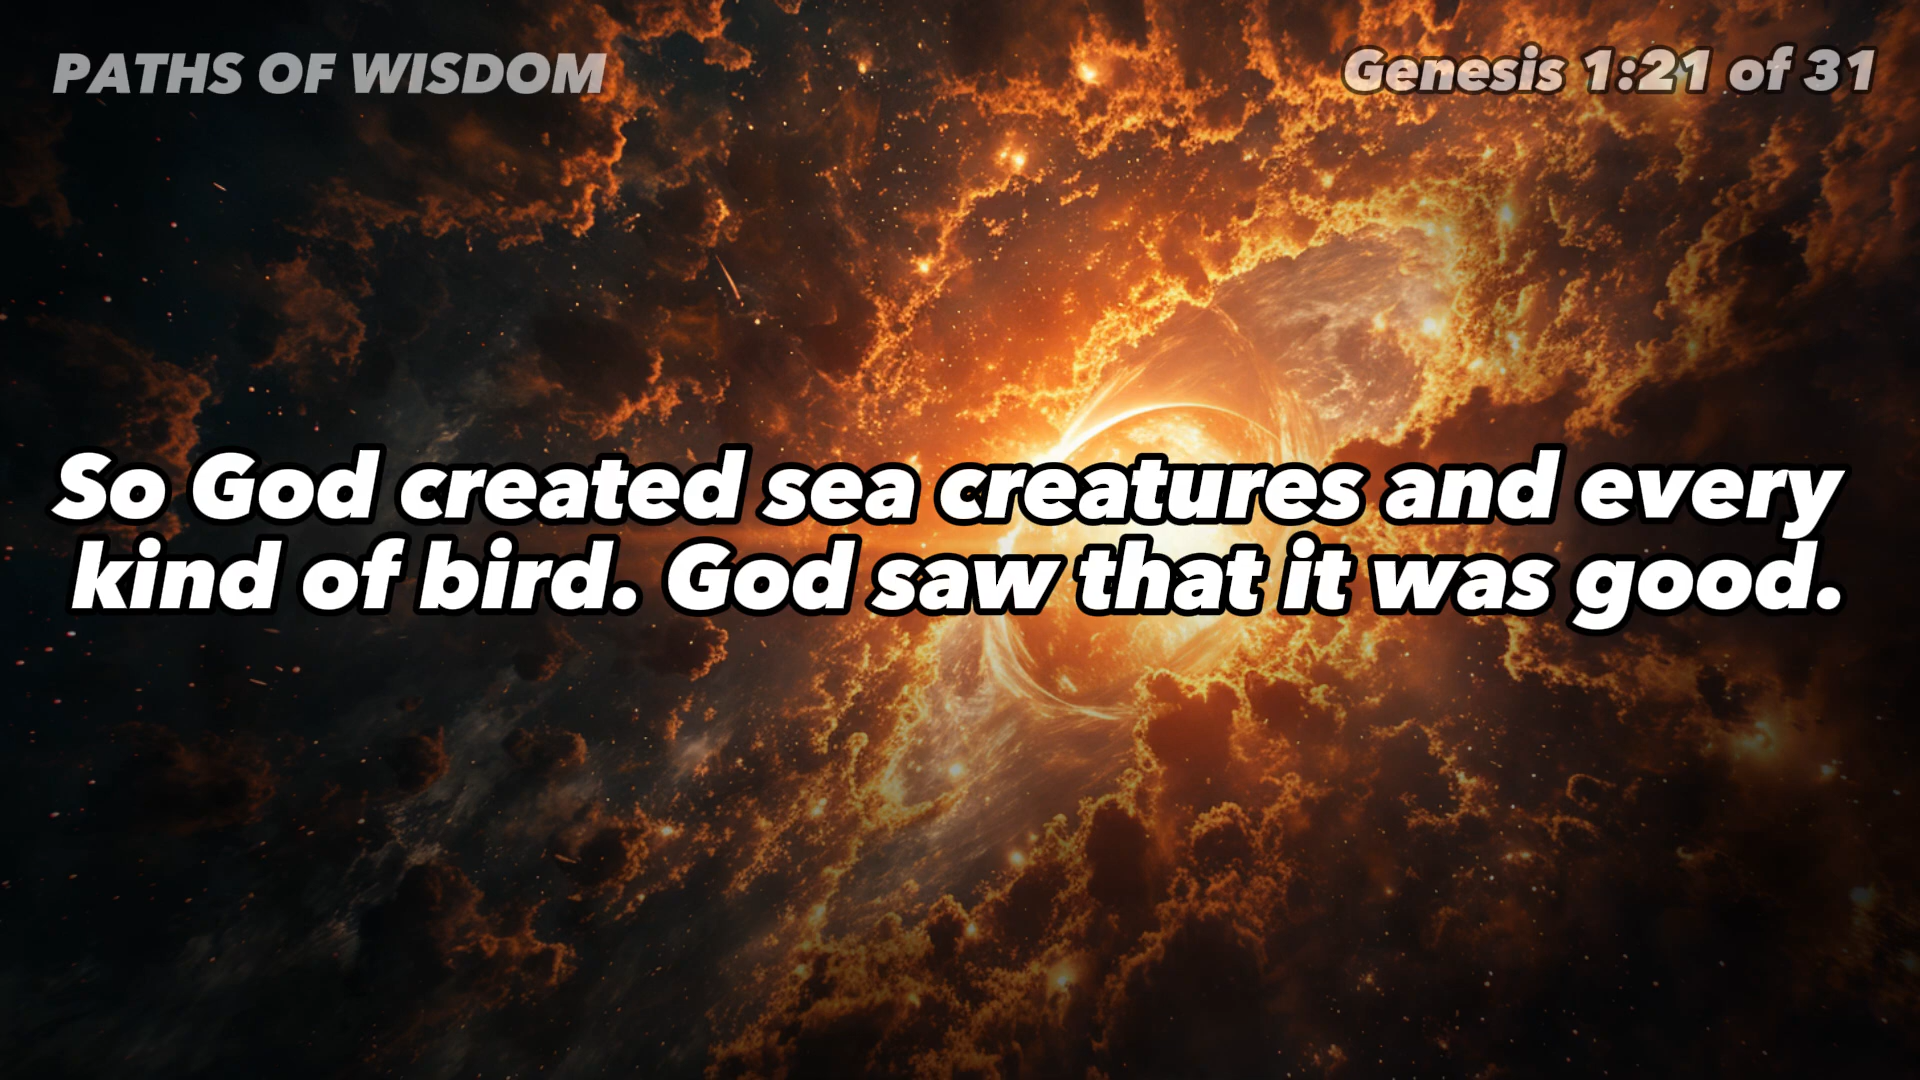 PATHS OF WISDOM
Genesis 1:21 of 31
So God created sea creatures and every
kind of bird. God saw that it was good.